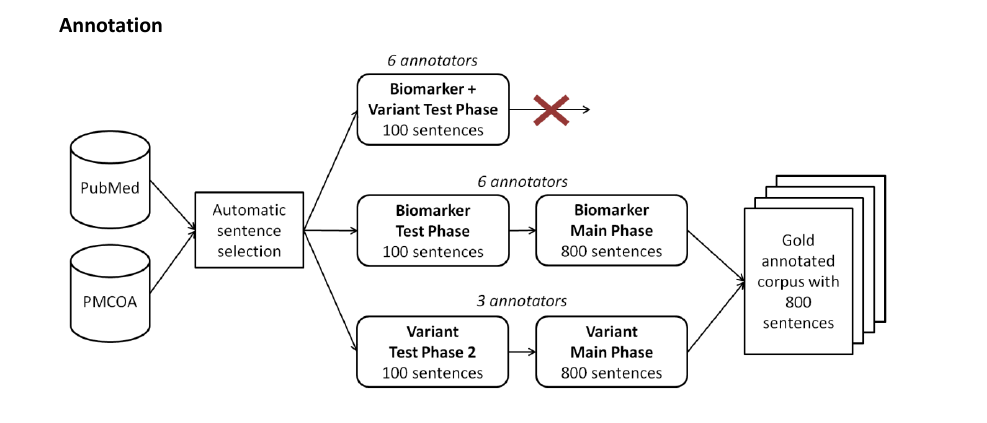 Annotation
6 annotators
Biomarker +
Variant Test Phase
100 sentences
PubMed
PMCOA
Automatic
sentence
selection
6 annotators
Biomarker
Test Phase
100 sentences
Biomarker
Main Phase
800 sentences
3 annotators
Variant
Test Phase 2
100 sentences
Variant
Main Phase
800 sentences
Gold
annotated
corpus with
800
sentences